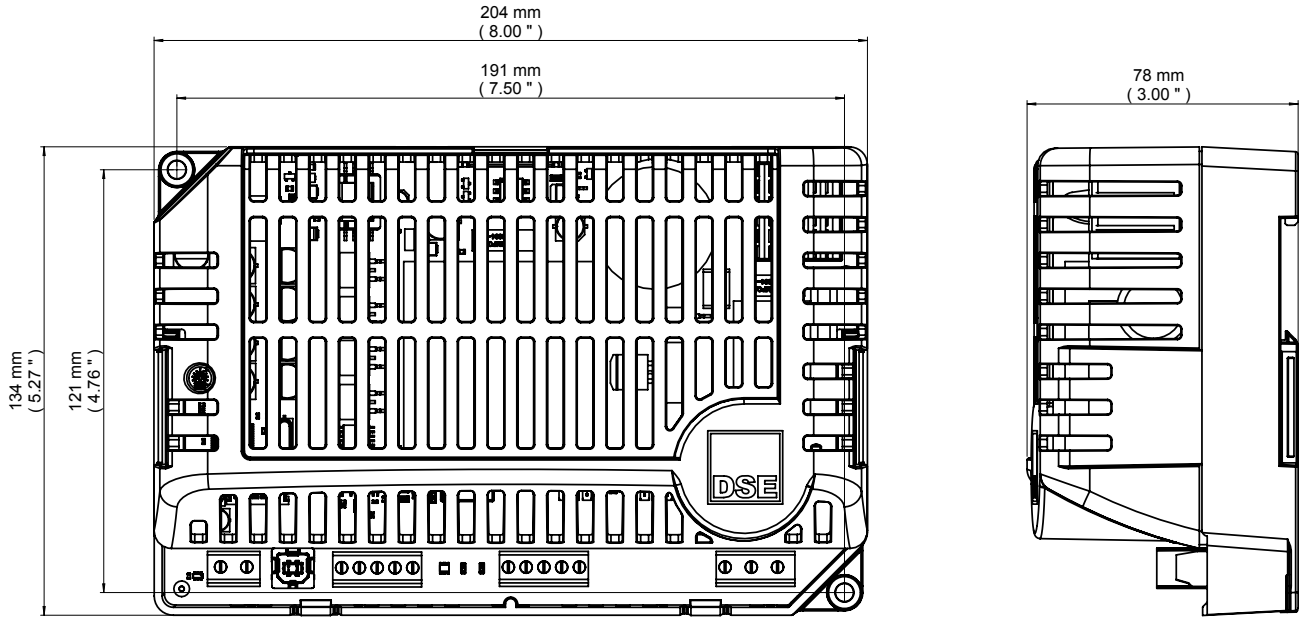 204 mm
( 8.00 " )
191 mm
( 7.50 " )
78 mm
( 3.00 " )
134 mm
( 5.27 " )
121 mm
( 4.76 " )
DSE